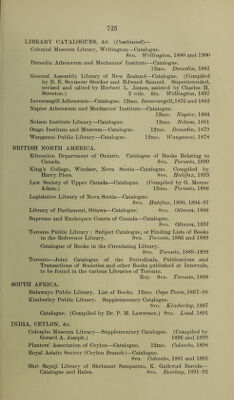 725
LIBRARY CATALOGUES, &c. (Continued)—
Colonial Museum Library, Wellington—Catalogue.
8vo. Wellington, 1890 and 1900
Dunedin Athenæum and Mechanics' Institute—Catalogue.
12mo. Dunedin, 1881
General Assembly Library of New Zealand—Catalogue. (Compiled
by H. E. Seymour Stocker and Edward Samuel. Superintended,
revised and edited by Herbert L. James, assisted by Charles H.
Streeton.) 2 vols. 4to. Wellington, 1897
Invercargill Athenæum—Catalogue. 12mo. Invercargill, 1876 and 1882
Napier Athenæum and Mechanics' Institute—Catalogue.
12mo. Napier, 1884
Nelson Institute Library—Catalogue. 12mo. Nelson, 1881
Otago Institute and Museum—Catalogue. 12mo. Dunedin, 1879
Wanganui Public Library—Catalogue. 12mo. Wanganui, 1878
BRITISH NORTH AMERICA.
Education Department of Ontario. Catalogue of Books Relating to
Canada. 8vo. Toronto, 1890
King's College, Windsor, Nova Scotia—Catalogue. Compiled by
Harry Piers. 8vo. Halifax, 1893
Law Society of Upper Canada—Catalogue. (Compiled by G. Mercer
Adam.) 12mo. Toronto, 1886
Legislative Library of Nova Scotia—Catalogue.
8vo. Halifax, 1890, 1894-97
Library of Parliament, Ottawa—Catalogue. 8vo. Ottawa, 1886
Supreme and Exchequer Courts of Canada—Catalogue.
8vo. Ottawa, 1897
Toronto Public Library: Subject Catalogue, or Finding Lists of Books
in the Reference Library. 8vo. Toronto, 1886 and 1889
Catalogue of Books in the Circulating Library.
8vo. Toronto, 1888-1889
Toronto—Joint Catalogue of the Periodicals, Publications and
Transactions of Societies and other Books published at Intervals,
to be found in the various Libraries of Toronto.
Roy. 8vo. Toronto, 1898
SOUTH AFRICA.
Bulawayo Public Library. List of Books. 12mo. Cape Town, 1897-98
Kimberley Public Library. Supplementary Catalogue.
8vo. Kimberley, 1887
Catalogue. (Compiled by Dr. P. M. Lawrence.) 8vo. Lond. 1891
INDIA, CEYLON, &c.
Colombo Museum Library—Supplementary Catalogue. (Compiled by
Gerard A. Joseph.) 1896 and 1898
Planters' Association of Ceylon—Catalogue. 12mo. Colombo, 1898
Royal Asiatic Society (Ceylon Branch)—Catalogue.
8vo. Colombo, 1881 and 1895
Shri Sayaji Library of Shrimant Sampatrao, K. Gaikwad Baroda—
Catalogue and Rules. 8vo. Bombay, 1891-92